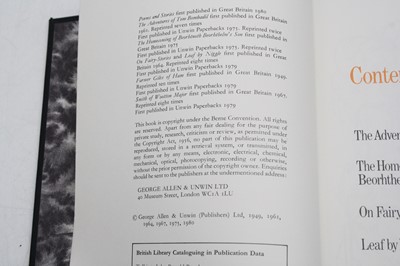 Poems and Stories first published in Great Britain 1980
The Adventures of Tom Bombadil first published in Great Britain
1961. Reprinted seven times
First published in Unwin Paperbacks 1975. Reprinted twice
The Homecoming of Beorhtnoth Beorhthelm's Son first published in
Great Britain 1975
First published in Unwin Paperbacks 1975
On Fairy-Stories and Leaf by Niggle first published in Great
Britain 1964. Reprinted eight times
First published in Unwin Paperbacks 1979
Farmer Giles of Ham first published in Great Britain 1949.
Reprinted ten times
First published in Unwin Paperbacks 1979
Smith of Wootton Major first published in Great Britain 1967.
Reprinted eight times
First published in Unwin Paperbacks 1979
This book is copyright under the Berne Convention. All rights
are reserved. Apart from any fair dealing for the purpose of
private study, research, criticism or review, as permitted under
the Copyright Act, 1956, no part of this publication may be
reproduced, stored in a retrieval system, or transmitted, in
any form or by any means, electronic, electrical, chemical,
mechanical, optical, photocopying, recording or otherwise,
without the prior permission of the copyright owner. Enquiries
should be sent to the publishers at the undermentioned address:
GEORGE ALLEN & UNWIN LTD
40 Museum Street, London WC1A 1LU
© George Allen & Unwin (Publishers) Ltd, 1949, 1961,
1964, 1967, 1975, 1980
British Library Cataloguing in Publication Data
Conten
The Adven
The Home
Beorhthe
On Fairy
Leaf by